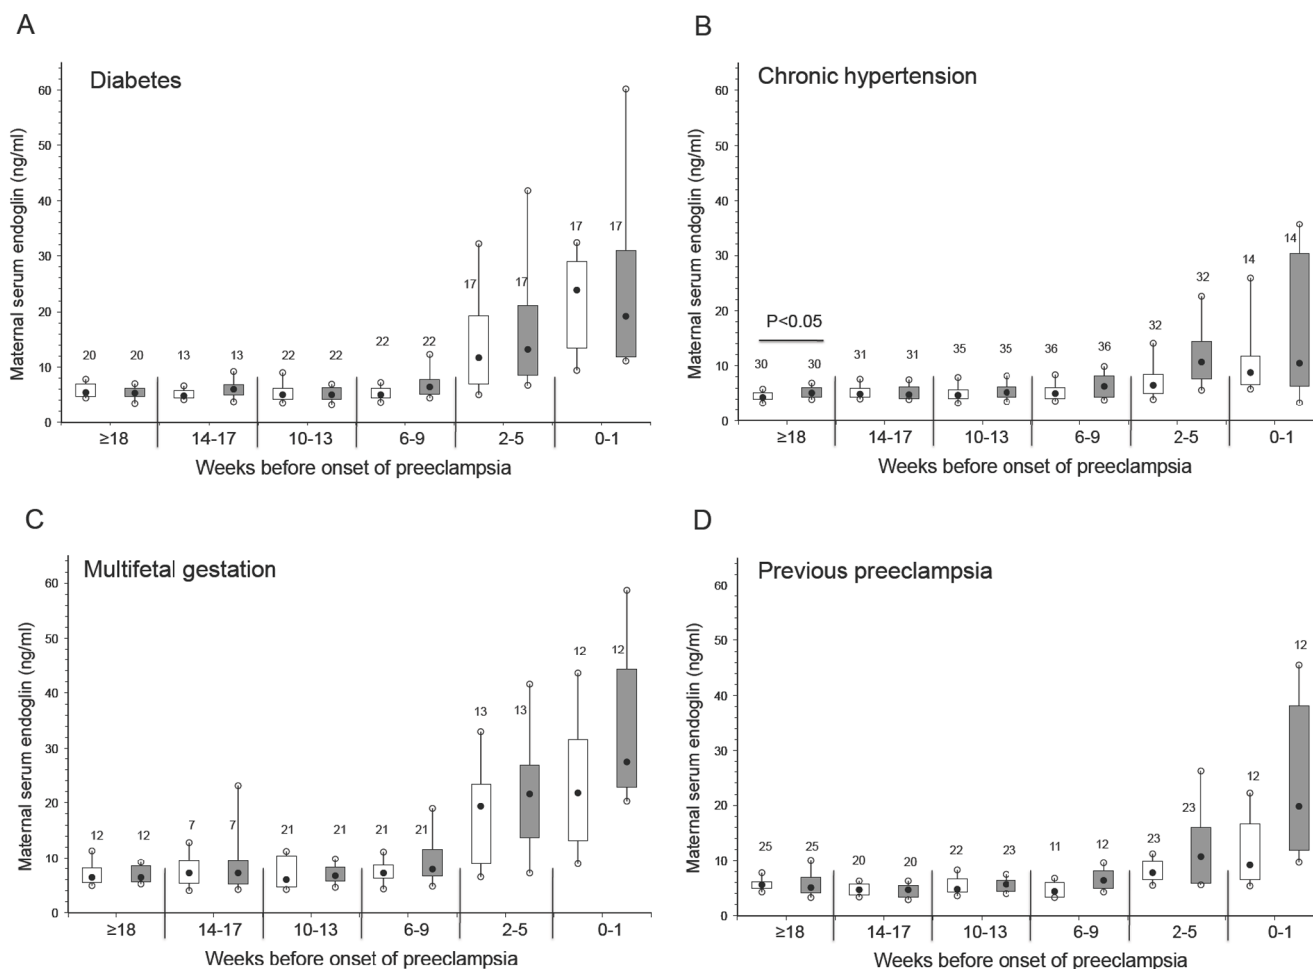 A
Diabetes
Maternal serum endoglin (ng/ml)
60
50
40
30
20
10
0
20 20 13 13 22 22 22 22 17 17 17 17
≥18 14-17 10-13 6-9 2-5 0-1
Weeks before onset of preeclampsia
B
Chronic hypertension
Maternal serum endoglin (ng/ml)
60
50
40
30
20
10
0
P<0.05
30 30 31 31 35 35 36 36 32 32 14 14
≥18 14-17 10-13 6-9 2-5 0-1
Weeks before onset of preeclampsia
C
Multifetal gestation
Maternal serum endoglin (ng/ml)
60
50
40
30
20
10
0
12 12 7 7 21 21 21 21 13 13 12 12
≥18 14-17 10-13 6-9 2-5 0-1
Weeks before onset of preeclampsia
D
Previous preeclampsia
Maternal serum endoglin (ng/ml)
60
50
40
30
20
10
0
25 25 20 20 22 23 11 12 23 23 12 12
≥18 14-17 10-13 6-9 2-5 0-1
Weeks before onset of preeclampsia